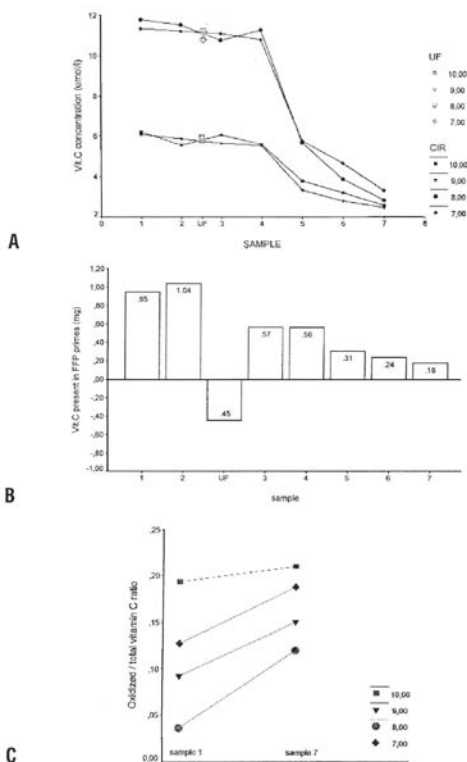 12
10
8
6
4
2
Vit.C concentration (umol/l)
0 1 2 UF 3 4 5 6 7 8
SAMPLE
UF
10,00
9,00
8,00
7,00
CIR
10,00
9,00
8,00
7,00
A
1,00
,80
,60
,40
,20
,00
-,20
-,40
-,60
-,80
-1,00
Vit.C present in FFP primes (mg)
.95 1.04 .45 .57 .56 .31 .24 .18
1 2 UF 3 4 5 6 7
sample
B
,25
,20
,15
,10
,05
0,00
Oxidized / total vitamin C ratio
sample 1 sample 7
10,00
9,00
8,00
7,00
C